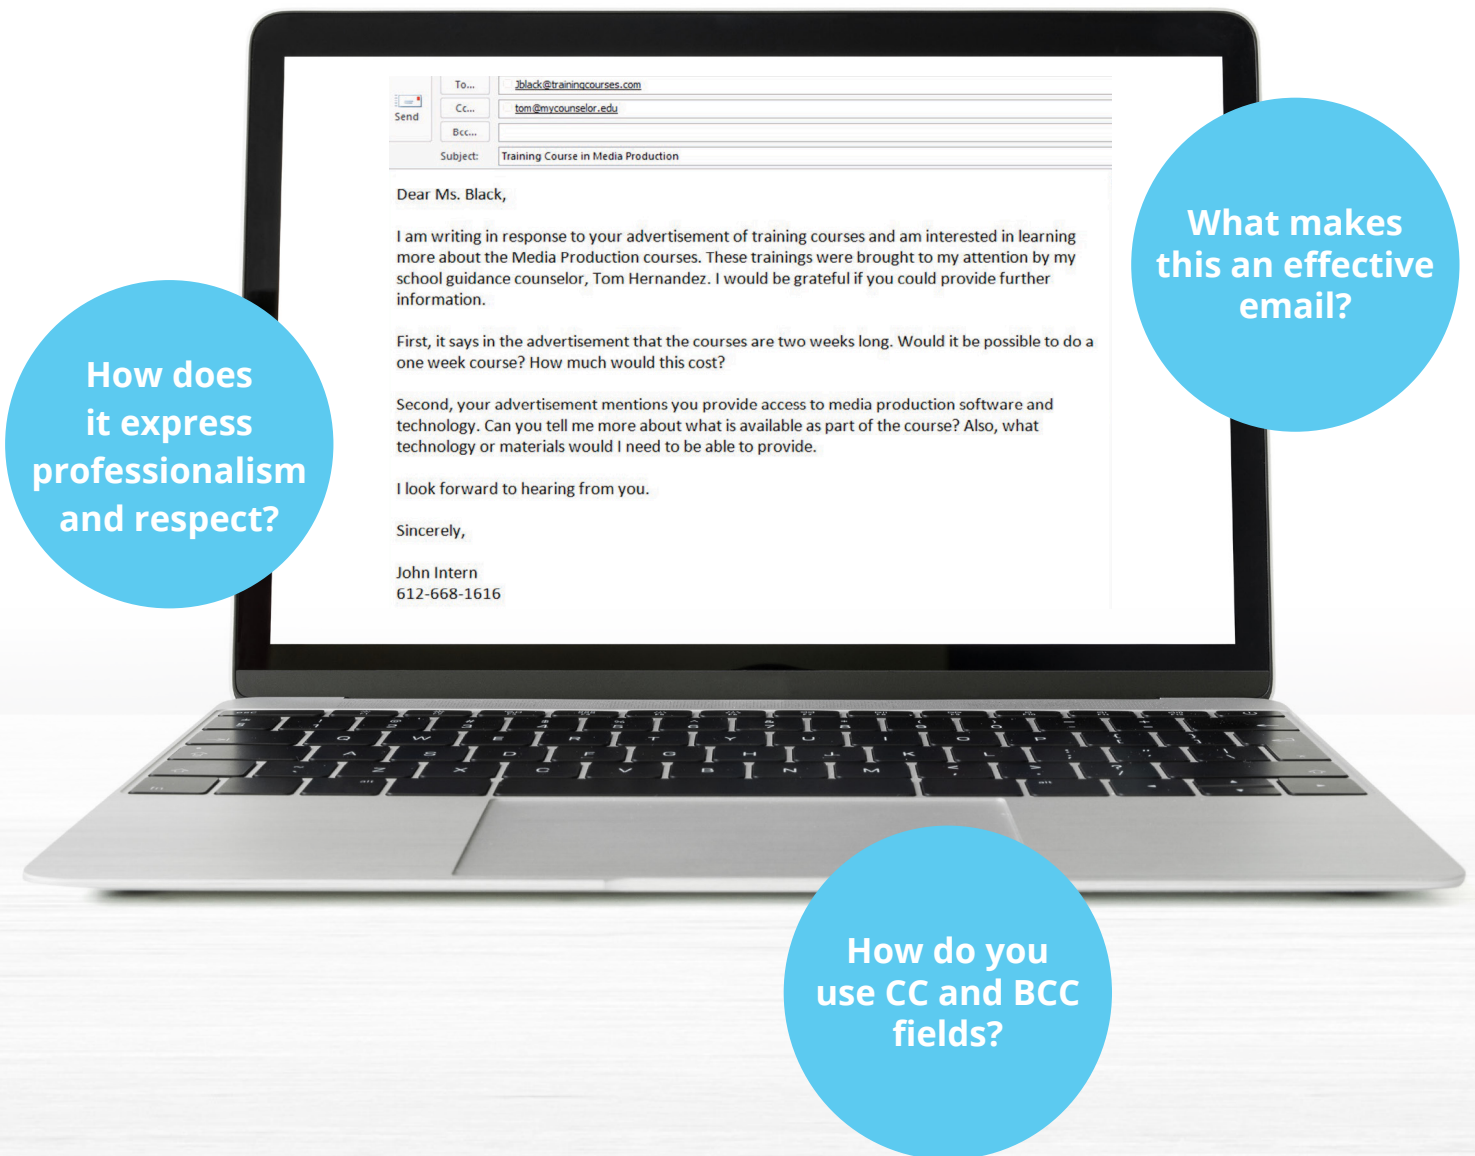 To...
Jblack@trainingcourses.com
Send
Cc...
tom@mycounselor.edu
Bcc...
Subject:
Training Course in Media Production
Dear Ms. Black,
I am writing in response to your advertisement of training courses and am interested in learning
more about the Media Production courses. These trainings were brought to my attention by my
school guidance counselor, Tom Hernandez. I would be grateful if you could provide further
information.
First, it says in the advertisement that the courses are two weeks long. Would it be possible to do a
one week course? How much would this cost?
Second, your advertisement mentions you provide access to media production software and
technology. Can you tell me more about what is available as part of the course? Also, what
technology or materials would I need to be able to provide.
I look forward to hearing from you.
Sincerely,
John Intern
612-668-1616
What makes
this an effective
email?
How does
it express
professionalism
and respect?
Q W E R T Y U I O P
A S D F G H J K L
Z X C V B N M
How do you
use CC and BCC
fields?